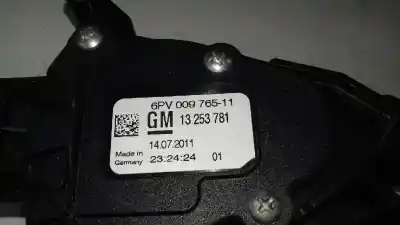 6PV 009 765-11
GM 13 253 781
14.07.2011
Made in
Germany 23:24:24 01